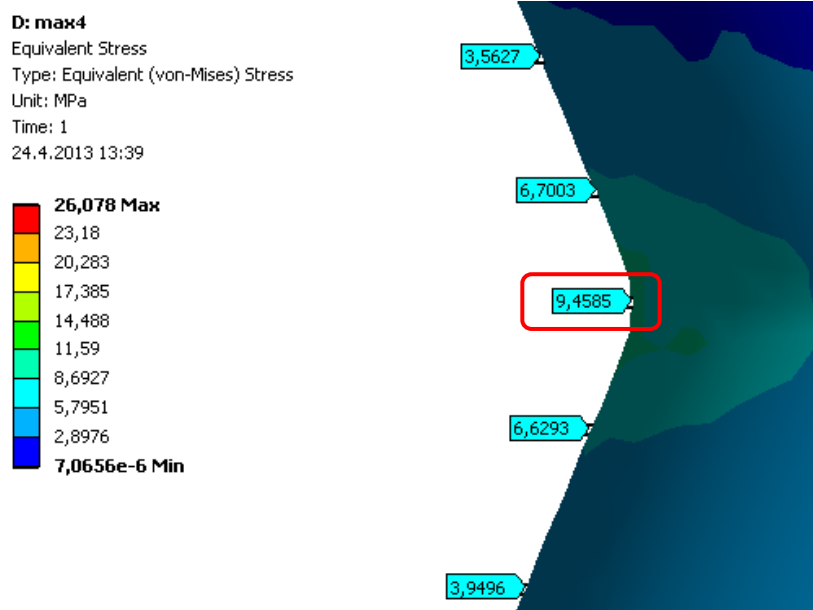 D: max4
Equivalent Stress
Type: Equivalent (von-Mises) Stress
Unit: MPa
Time: 1
24.4.2013 13:39
26,078 Max
23,18
20,283
17,385
14,488
11,59
8,6927
5,7951
2,8976
7,0656e-6 Min
3,5627
6,7003
9,4585
6,6293
3,9496